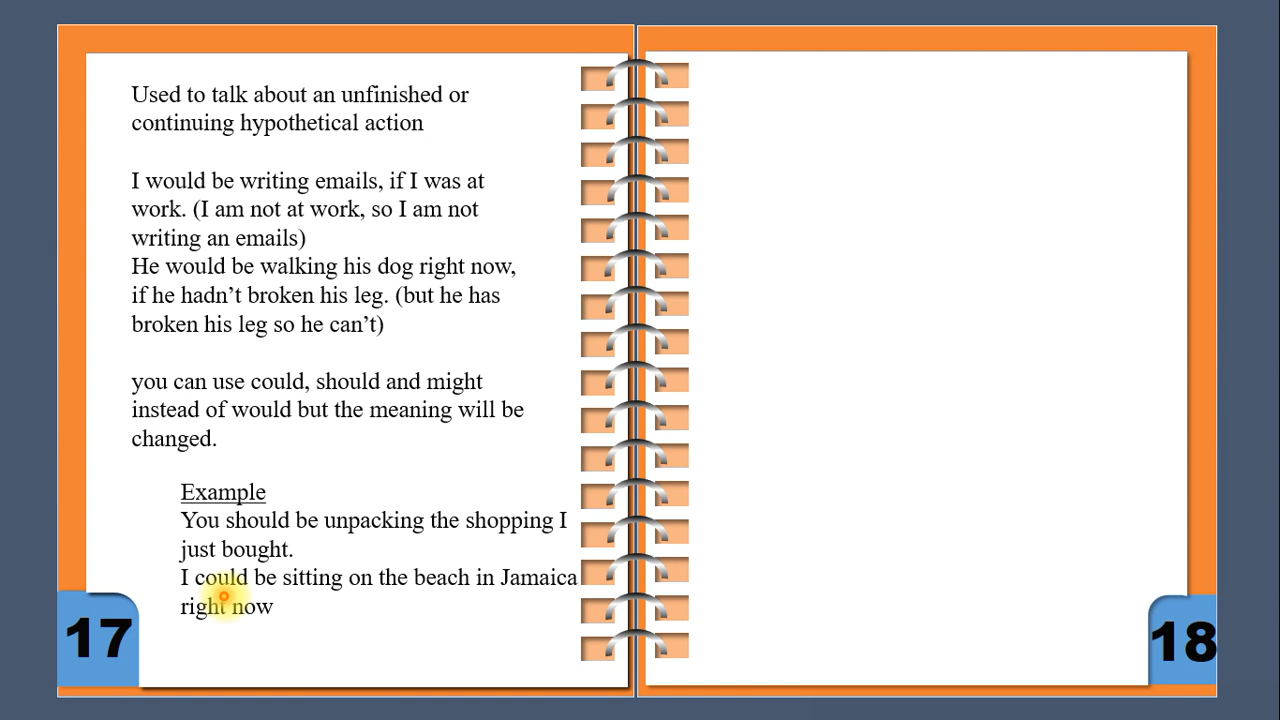 Used to talk about an unfinished or
continuing hypothetical action
I would be writing emails, if I was at
work. (I am not at work, so I am not
writing an emails)
He would be walking his dog right now,
if he hadn’t broken his leg. (but he has
broken his leg so he can’t)
you can use could, should and might
instead of would but the meaning will be
changed.
Example
You should be unpacking the shopping I
just bought.
I could be sitting on the beach in Jamaica
right now
17
18